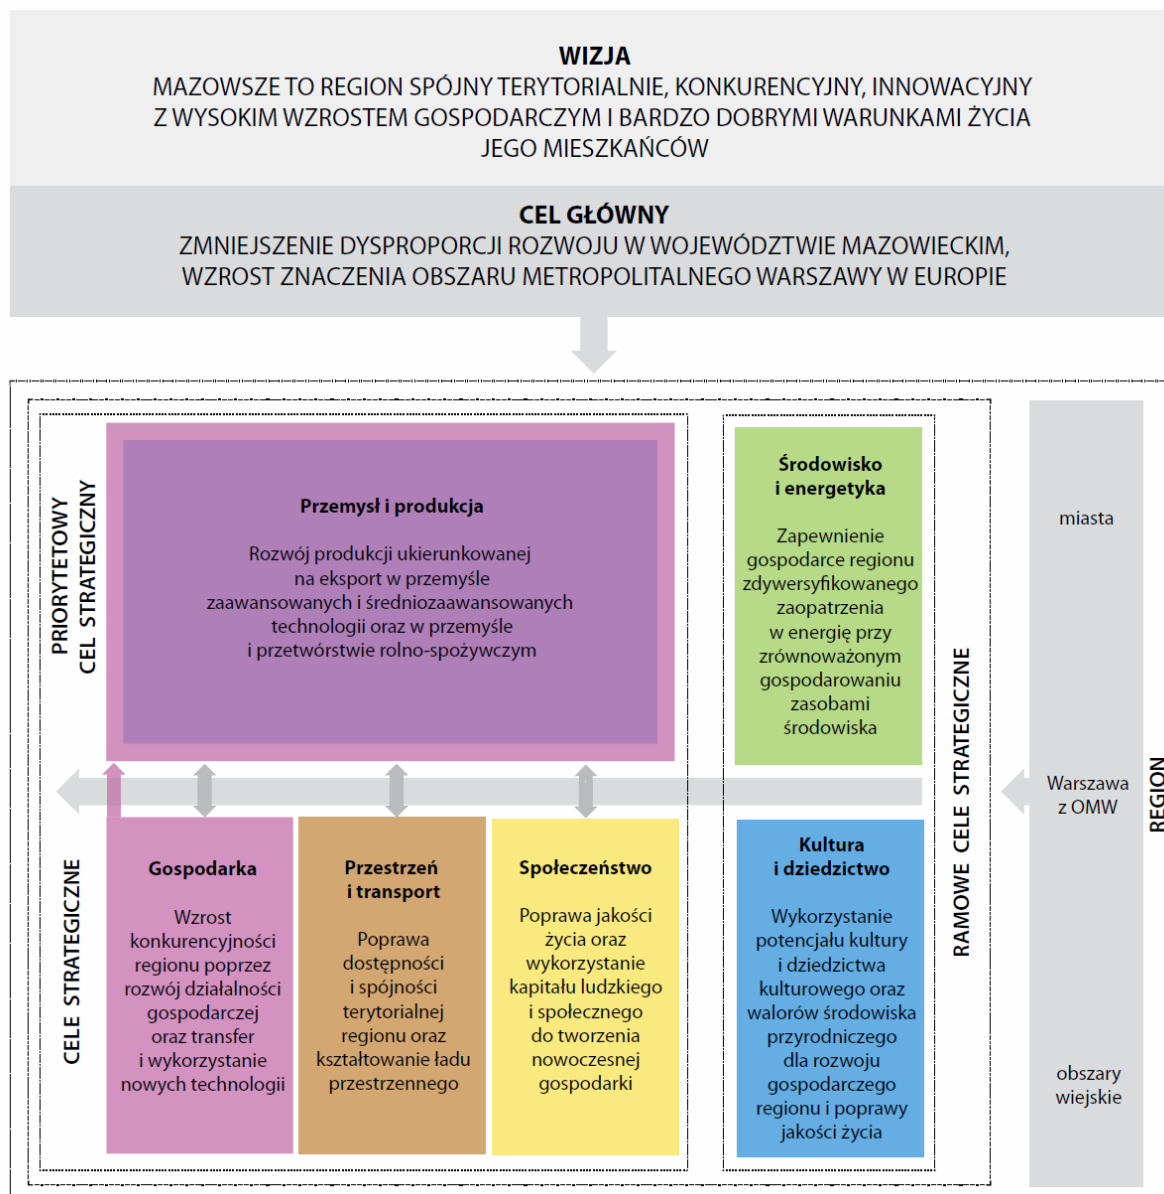 WIZJA
MAZOWSZE TO REGION SPÓJNY TERYTORIALNIE, KONKURENCYJNY, INNOWACYJNY
Z WYSOKIM WZROSTEM GOSPODARCZYM I BARDZO DOBRYMI WARUNKAMI ŻYCIA
JEGO MIESZKAŃCÓW
CEL GŁÓWNY
ZMNIEJSZENIE DYSPROPORCJI ROZWOJU W WOJEWÓDZTWIE MAZOWIECKIM,
WZROST ZNACZENIA OBSZARU METROPOLITALNEGO WARSZAWY W EUROPIE
PRIORYTETOWY
CEL STRATEGICZNY
Przemysł i produkcja
Rozwój produkcji ukierunkowanej
na eksport w przemyśle
zaawansowanych i średniozaawansowanych
technologii oraz w przemyśle
i przetwórstwie rolno-spożywczym
Środowisko
i energetyka
Zapewnienie
gospodarce regionu
zdywersyfikowanego
zaopatrzenia
w energię przy
zrównoważonym
gospodarowaniu
zasobami
środowiska
CELE STRATEGICZNE
Gospodarka
Wzrost
konkurencyjności
regionu poprzez
rozwój działalności
gospodarczej
oraz transfer
i wykorzystanie
nowych technologii
Przestrzeń
i transport
Poprawa
dostępności
i spójności
terytorialnej
regionu oraz
kształtowanie ładu
przestrzennego
Społeczeństwo
Poprawa jakości
życia oraz
wykorzystanie
kapitału ludzkiego
i społecznego
do tworzenia
nowoczesnej
gospodarki
Kultura
i dziedzictwo
Wykorzystanie
potencjału kultury
i dziedzictwa
kulturowego oraz
walorów środowiska
przyrodniczego
dla rozwoju
gospodarczego
regionu i poprawy
jakości życia
RAMOWE CELE STRATEGICZNE
miasta
Warszawa
z OMW
obszary
wiejskie
REGION